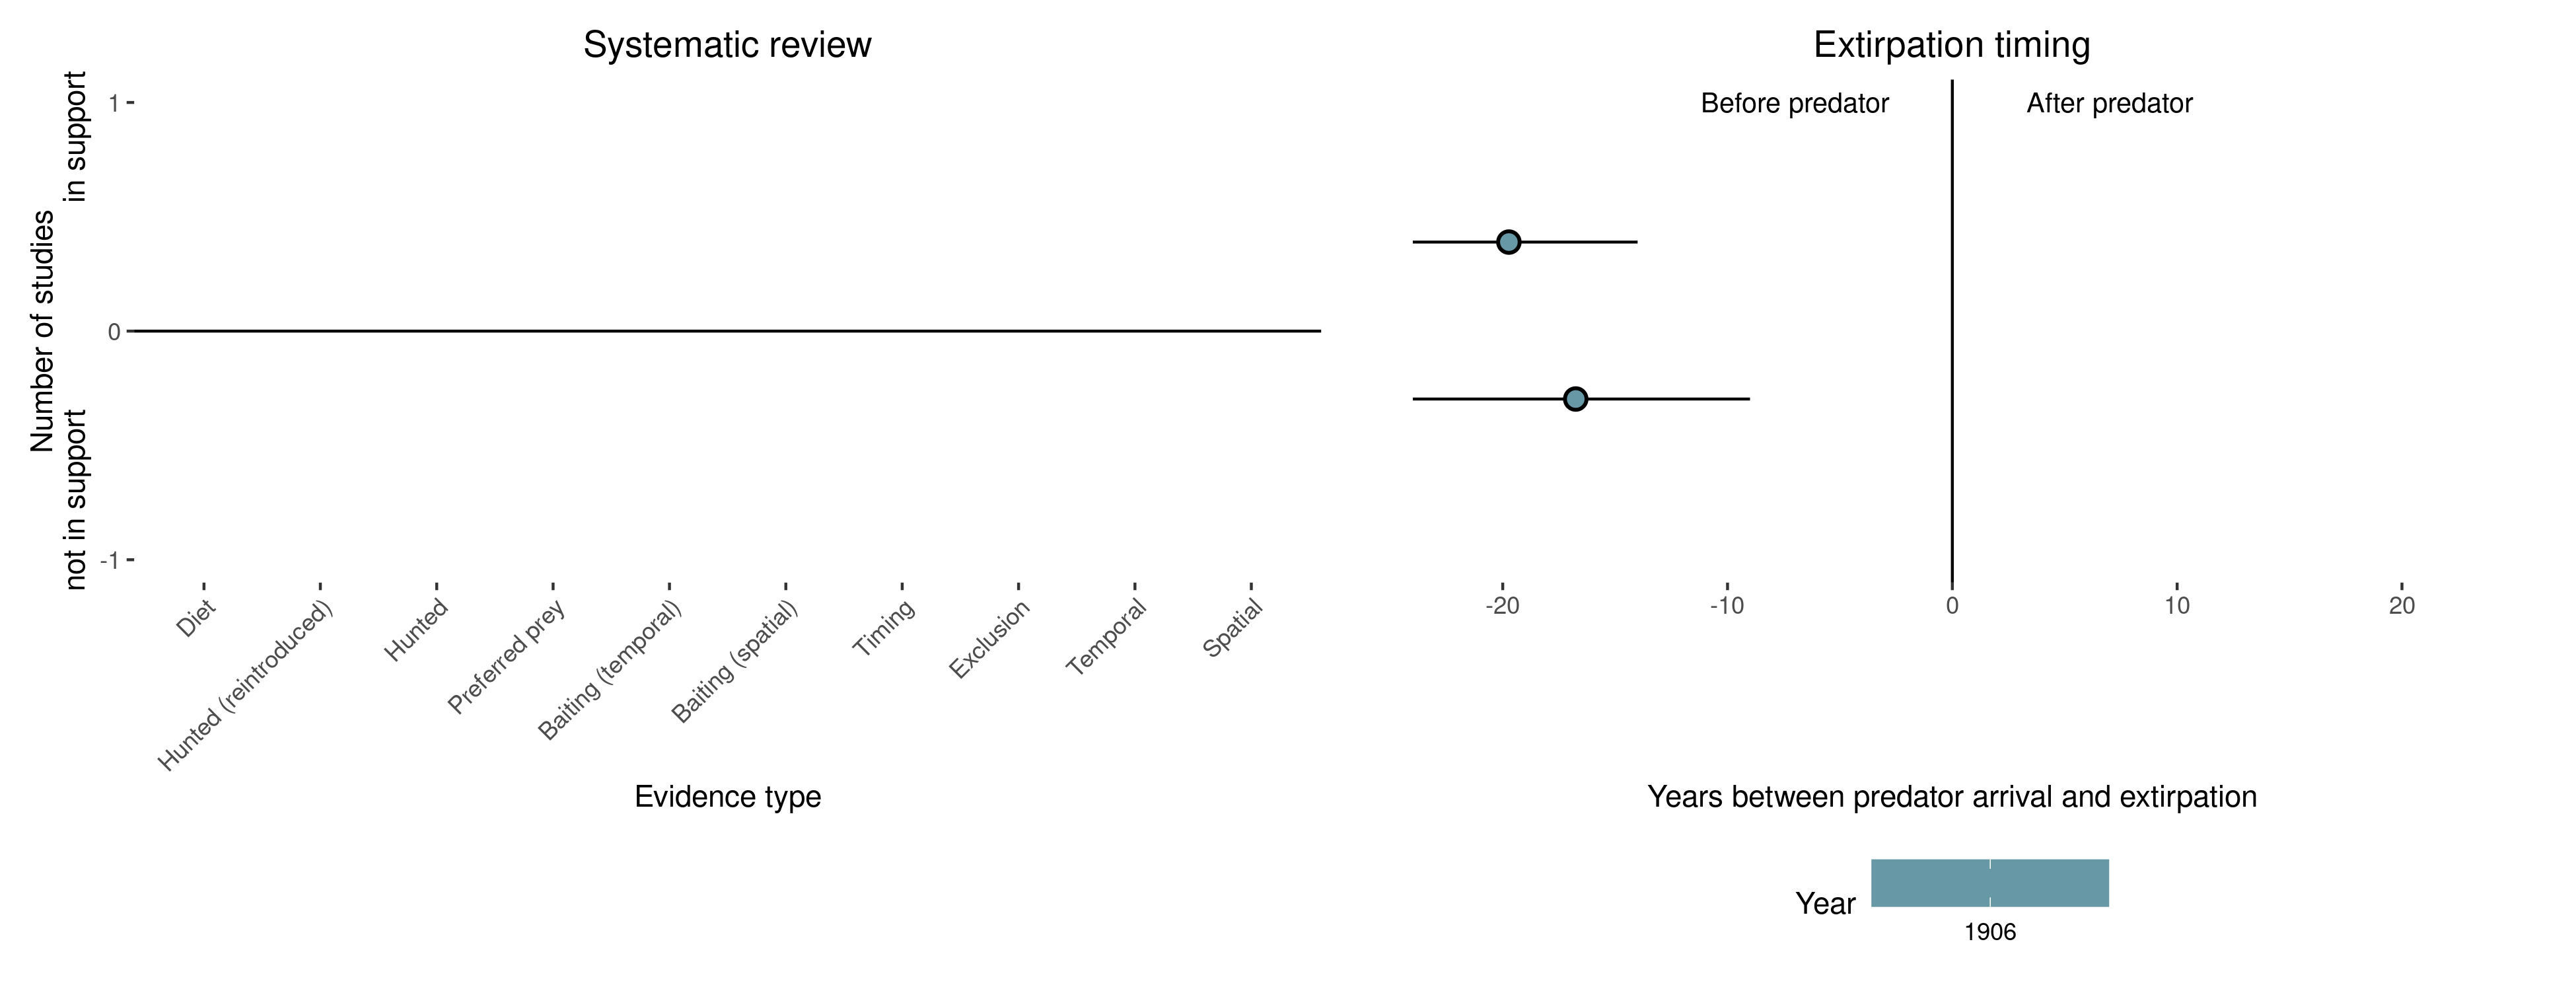 Systematic review
Number of studies
not in support in support
1
0
-1
Diet
Hunted (reintroduced)
Hunted
Preferred prey
Baiting (temporal)
Baiting (spatial)
Timing
Exclusion
Temporal
Spatial
Evidence type
Extirpation timing
Before predator
After predator
-20
-10
0
10
20
Years between predator arrival and extirpation
Year
1906